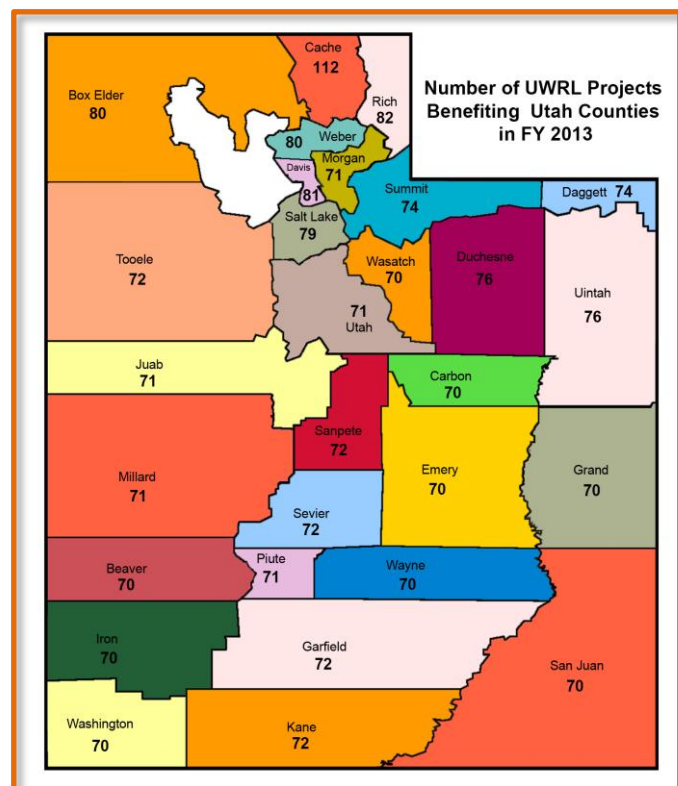 Number of UWRL Projects
Benefiting Utah Counties
in FY 2013
Cache
112
Box Elder
80
Rich
82
80 Weber
Morgan
71
Davis
81
Summit
74
Daggett 74
Salt Lake
79
Tooele
72
Wasatch
70
Duchesne
76
Uintah
76
71
Utah
Juab
71
Carbon
70
Sanpete
72
Millard
71
Emery
70
Grand
70
Sevier
72
Beaver
70
Piute
71
Wayne
70
Iron
70
Garfield
72
San Juan
70
Washington
70
Kane
72